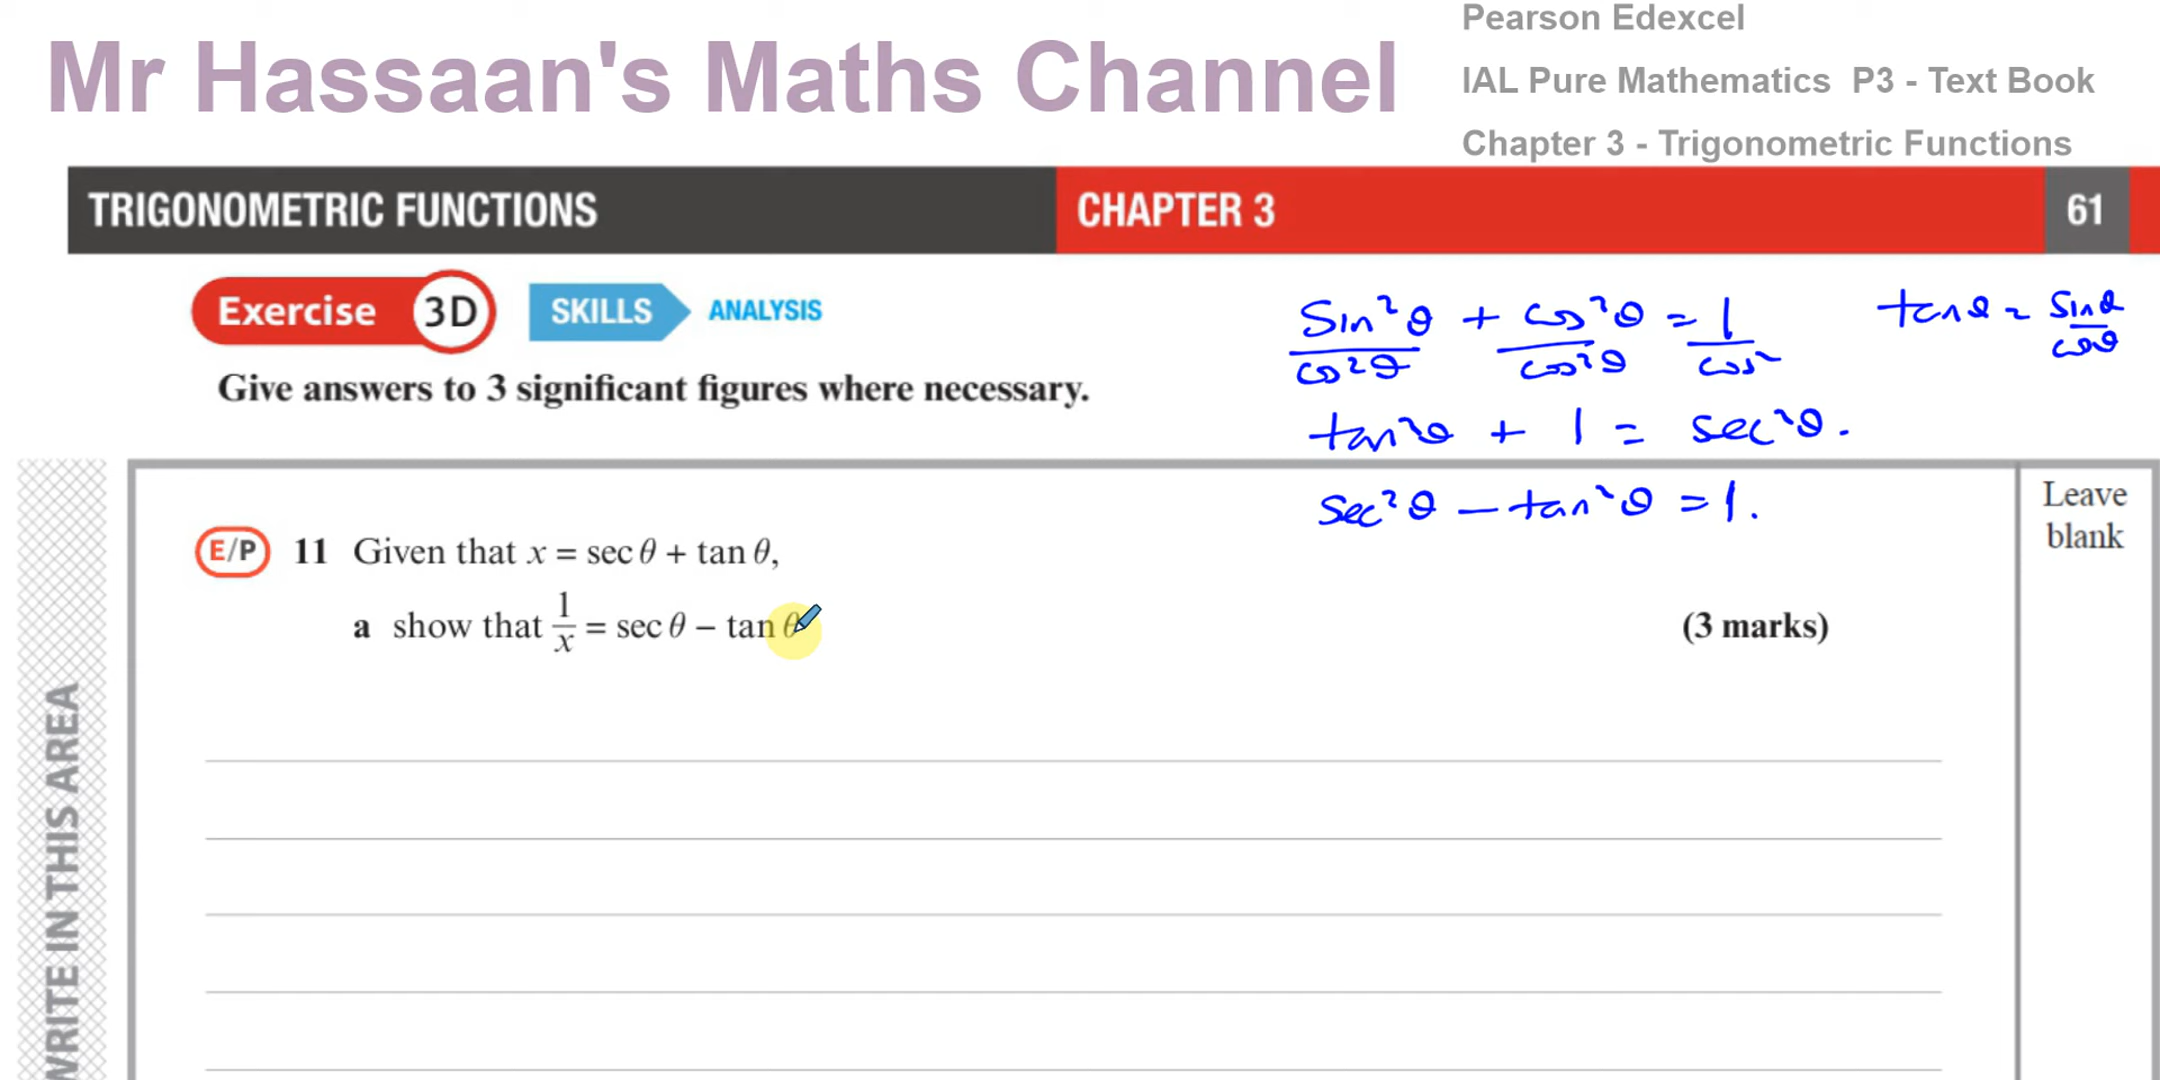 Mr Hassaan's Maths Channel
Pearson Edexcel
IAL Pure Mathematics P3 - Text Book
Chapter 3 - Trigonometric Functions
TRIGONOMETRIC FUNCTIONS CHAPTER 3 61
Exercise 3D SKILLS ANALYSIS
Give answers to 3 significant figures where necessary.
Sin²θ/cos²θ + cos²θ/cos²θ = 1/cos² tanθ = Sinθ/cosθ
tan²θ + 1 = sec²θ.
sec²θ – tan²θ = 1.
Leave
blank
E/P 11 Given that x = sec θ + tan θ,
a show that 1/x = sec θ – tan θ (3 marks)
WRITE IN THIS AREA